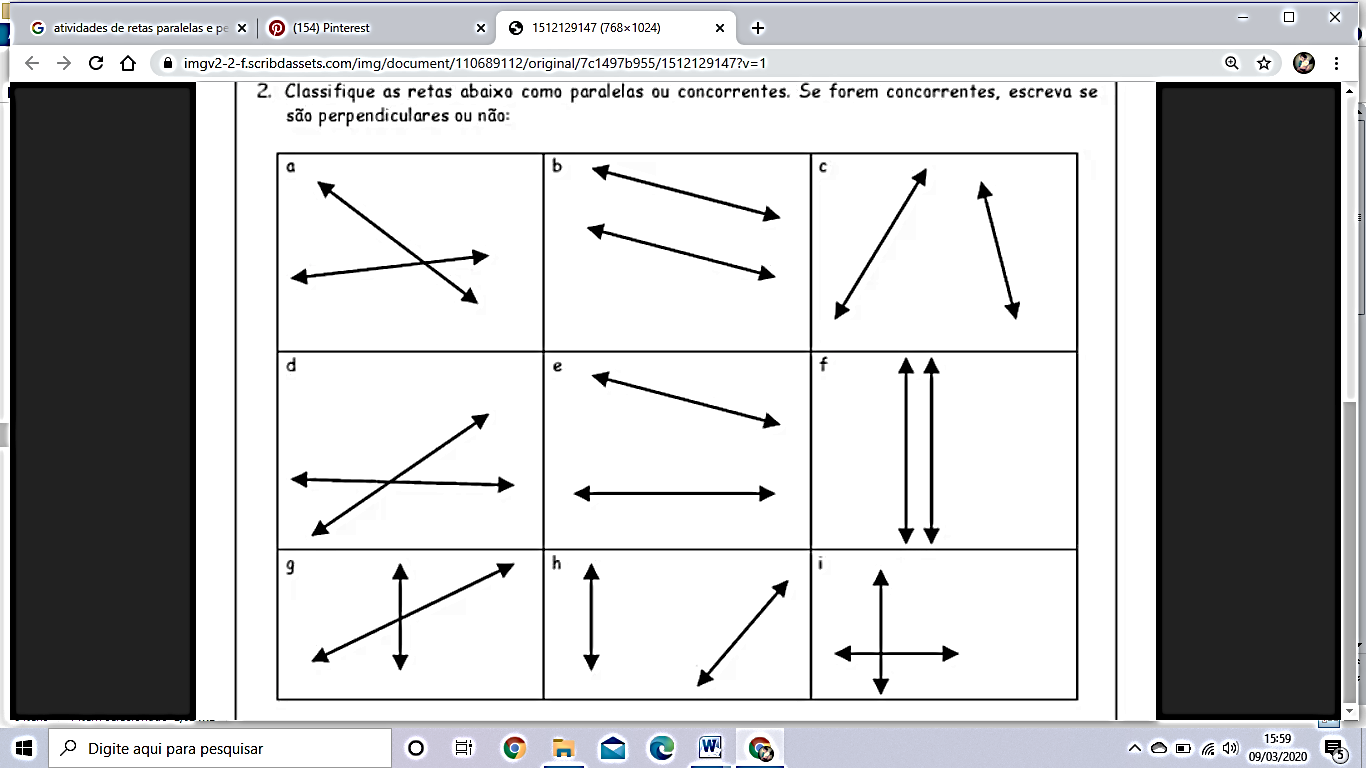 atividades de retas paralelas e pe
(154) Pinterest
1512129147 (768×1024)
imgv2-2-f.scribdassets.com/img/document/110689112/original/7c1497b955/1512129147?v=1
2. Classifique as retas abaixo como paralelas ou concorrentes. Se forem concorrentes, escreva se
são perpendiculares ou não:
a
b
c
d
e
f
g
h
i
Digite aqui para pesquisar
15:59
09/03/2020
5